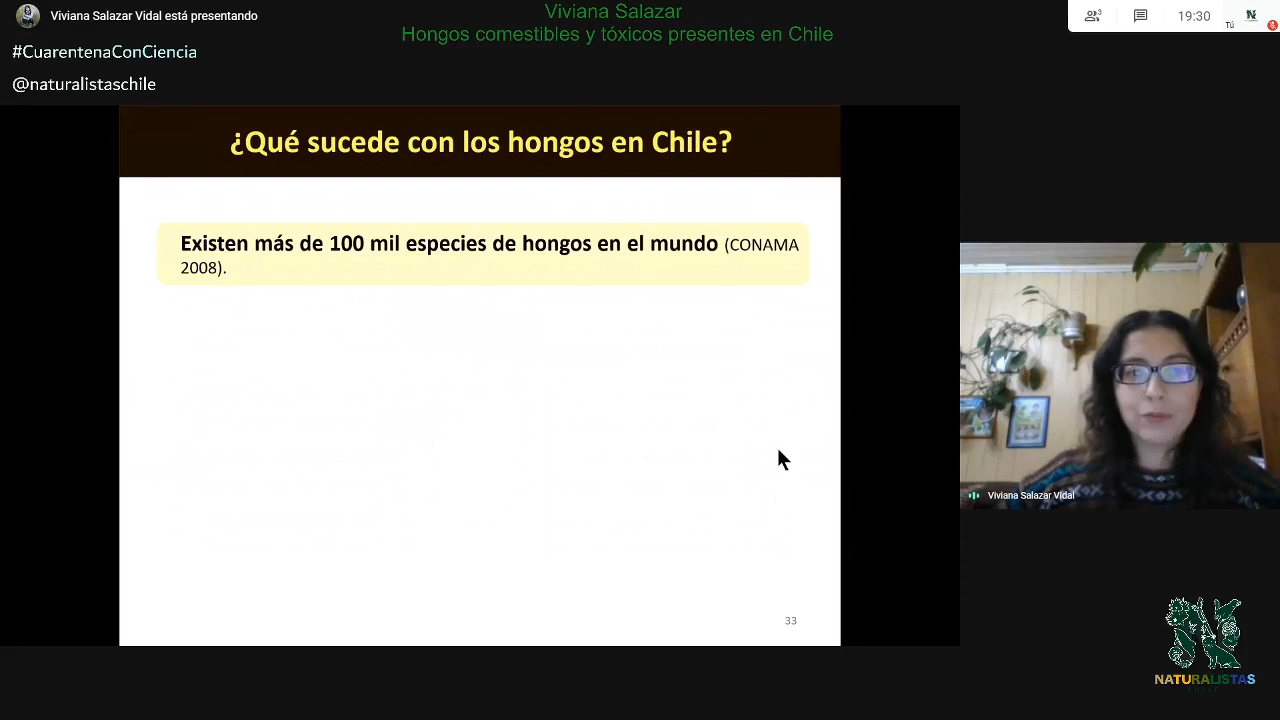 Viviana Salazar Vidal está presentando
Viviana Salazar
Hongos comestibles y tóxicos presentes en Chile
3
19:30
Tú
#CuarentenaConCiencia
@naturalistaschile
¿Qué sucede con los hongos en Chile?
Existen más de 100 mil especies de hongos en el mundo (CONAMA
2008).
33
Viviana Salazar Vidal
NATURALISTAS
CHILE